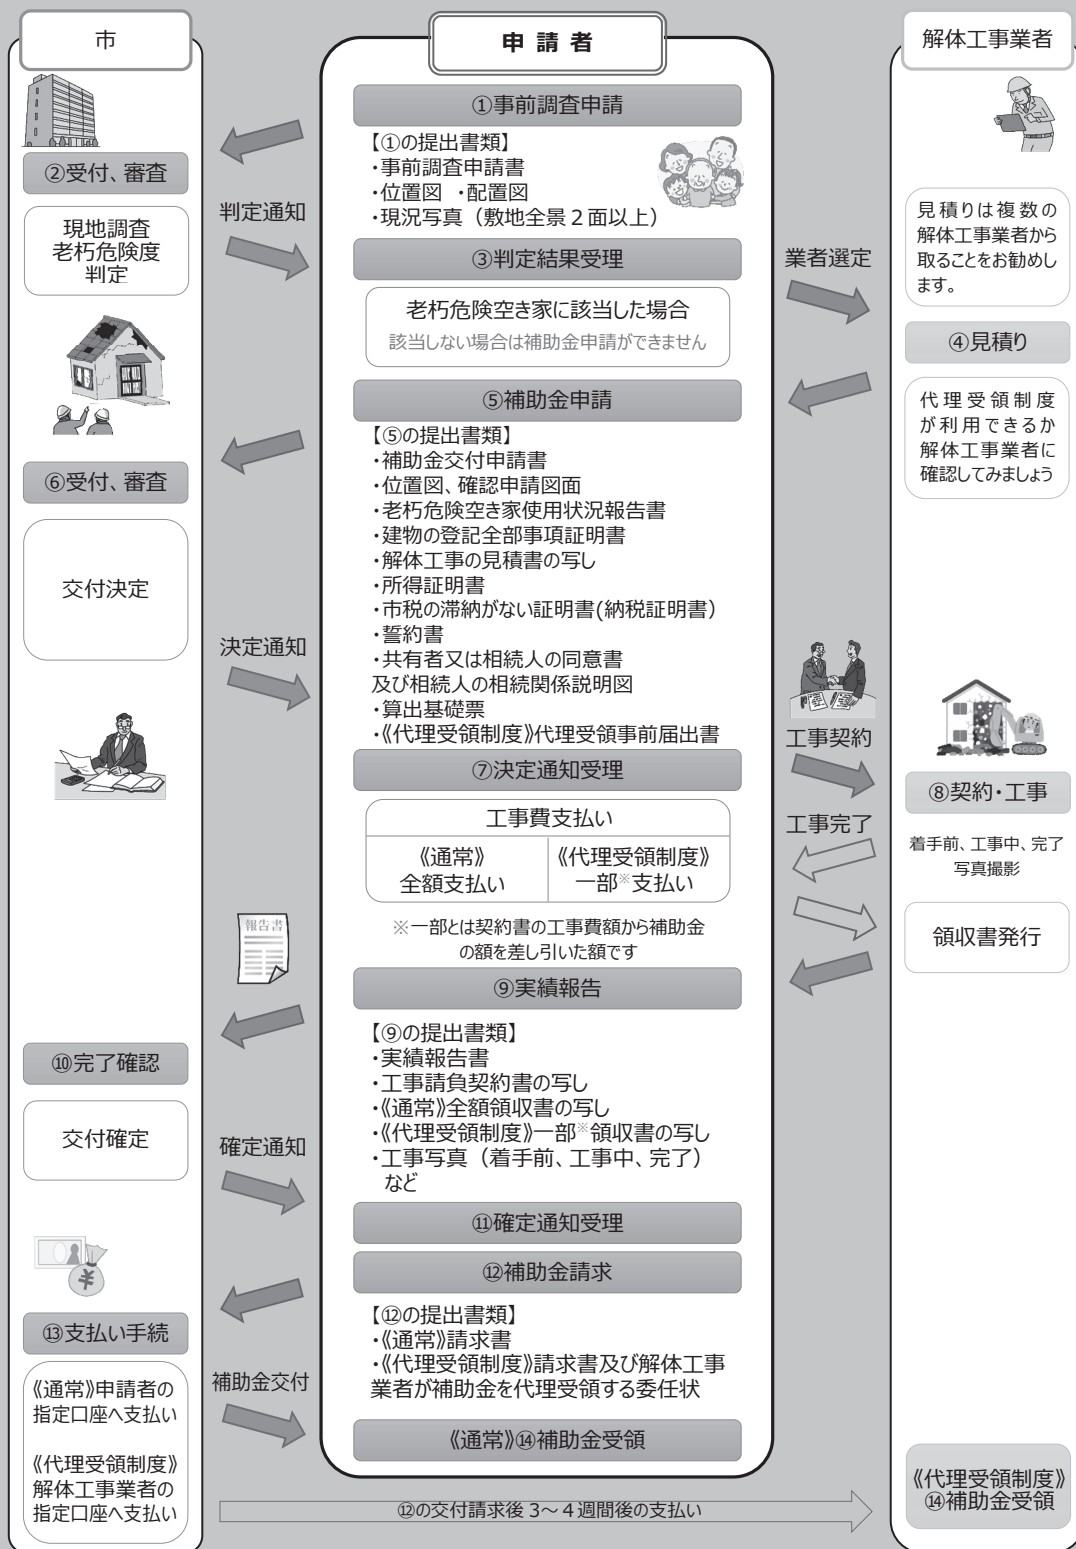 市
申請者
解体工事業者
①事前調査申請
【①の提出書類】
・事前調査申請書
・位置図 ・配置図
・現況写真（敷地全景２面以上）
②受付、審査
現地調査
老朽危険度
判定
判定通知
③判定結果受理
老朽危険空き家に該当した場合
該当しない場合は補助金申請ができません
業者選定
見積りは複数の
解体工事業者から
取ることをお勧めし
ます。
④見積り
代理受領制度
が利用できるか
解体工事業者に
確認してみましょう
⑤補助金申請
【⑤の提出書類】
・補助金交付申請書
・位置図、確認申請図面
・老朽危険空き家使用状況報告書
・建物の登記全部事項証明書
・解体工事の見積書の写し
・所得証明書
・市税の滞納がない証明書(納税証明書）
・誓約書
・共有者又は相続人の同意書
及び相続人の相続関係説明図
・算出基礎票
・《代理受領制度》代理受領事前届出書
⑥受付、審査
交付決定
決定通知
⑦決定通知受理
工事費支払い
《通常》
全額支払い
《代理受領制度》
一部※支払い
※一部とは契約書の工事費額から補助金
の額を差し引いた額です
工事契約
⑧契約・工事
工事完了
着手前、工事中、完了
写真撮影
領収書発行
報告書
⑨実績報告
【⑨の提出書類】
・実績報告書
・工事請負契約書の写し
・《通常》全額領収書の写し
・《代理受領制度》一部※領収書の写し
・工事写真（着手前、工事中、完了）
など
⑩完了確認
交付確定
確定通知
⑪確定通知受理
⑫補助金請求
【⑫の提出書類】
・《通常》請求書
・《代理受領制度》請求書及び解体工事
業者が補助金を代理受領する委任状
¥
⑬支払い手続
《通常》申請者の
指定口座へ支払い
《代理受領制度》
解体工事業者の
指定口座へ支払い
補助金交付
《通常》⑭補助金受領
⑫の交付請求後３～４週間後の支払い
《代理受領制度》
⑭補助金受領